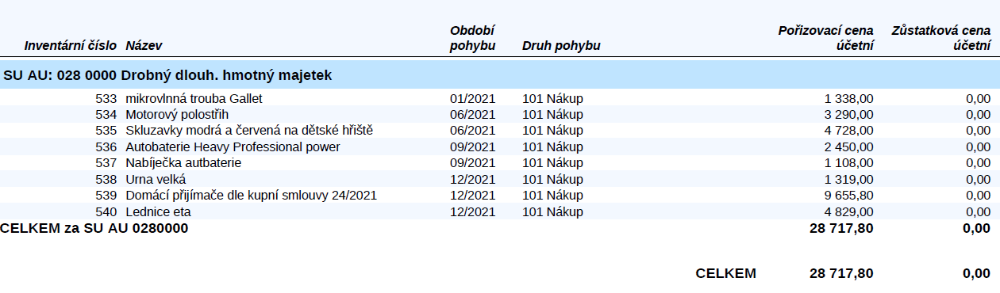 Období Pořizovací cena Zůstatková cena
Inventární číslo Název pohybu Druh pohybu účetní účetní
SU AU: 028 0000 Drobný dlouh. hmotný majetek
533 mikrovlnná trouba Gallet 01/2021 101 Nákup 1 338,00 0,00
534 Motorový polostřih 06/2021 101 Nákup 3 290,00 0,00
535 Skluzavky modrá a červená na dětské hřiště 06/2021 101 Nákup 4 728,00 0,00
536 Autobaterie Heavy Professional power 09/2021 101 Nákup 2 450,00 0,00
537 Nabíječka autbaterie 09/2021 101 Nákup 1 108,00 0,00
538 Urna velká 12/2021 101 Nákup 1 319,00 0,00
539 Domácí přijímače dle kupní smlouvy 24/2021 12/2021 101 Nákup 9 655,80 0,00
540 Lednice eta 12/2021 101 Nákup 4 829,00 0,00
CELKEM za SU AU 0280000 28 717,80 0,00
CELKEM 28 717,80 0,00